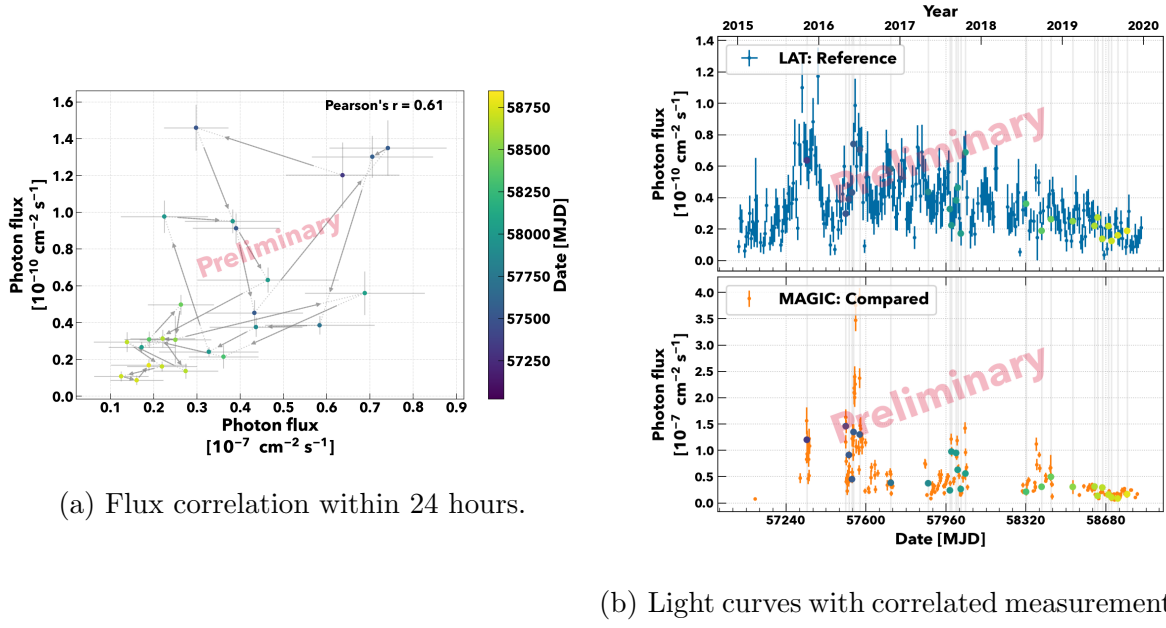 1.6
1.4
1.2
1.0
0.8
0.6
0.4
0.2
0.0
Photon flux
[10⁻¹⁰ cm⁻² s⁻¹]
Pearson's r = 0.61
Preliminary
0.1 0.2 0.3 0.4 0.5 0.6 0.7 0.8 0.9
Photon flux
[10⁻⁷ cm⁻² s⁻¹]
58750
58500
58250
58000
57750
57500
57250
Date [MJD]
(a) Flux correlation within 24 hours.
Year
2015 2016 2017 2018 2019 2020
LAT: Reference
1.4
1.2
1.0
0.8
0.6
0.4
0.2
0.0
Photon flux
[10⁻¹⁰ cm⁻² s⁻¹]
Preliminary
MAGIC: Compared
4.0
3.5
3.0
2.5
2.0
1.5
1.0
0.5
0.0
Photon flux
[10⁻⁷ cm⁻² s⁻¹]
Preliminary
57240 57600 57960 58320 58680
Date [MJD]
(b) Light curves with correlated measurement